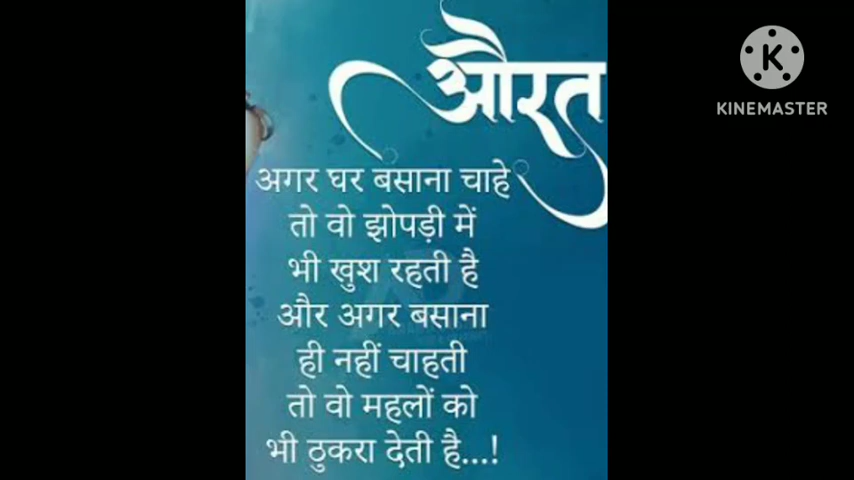 औरत
अगर घर बसाना चाहे
तो वो झोपड़ी में
भी खुश रहती है
और अगर बसाना
ही नहीं चाहती
तो वो महलों को
भी ठुकरा देती है...!
K
KINEMASTER